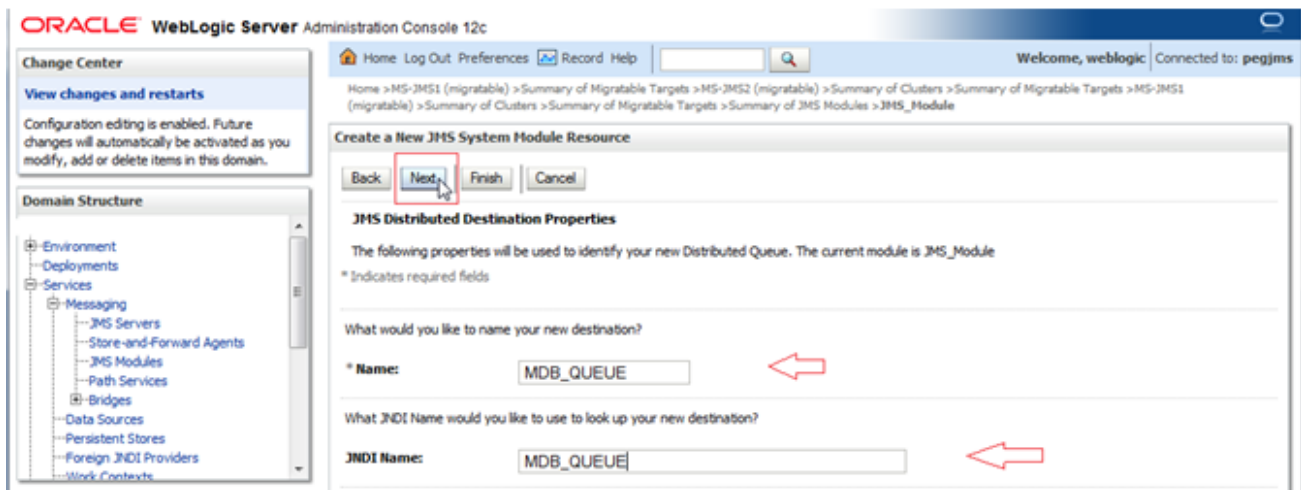 ORACLE WebLogic Server Administration Console 12c
Change Center
View changes and restarts
Configuration editing is enabled. Future
changes will automatically be activated as you
modify, add or delete items in this domain.
Domain Structure
Environment
Deployments
Services
Messaging
JMS Servers
Store-and-Forward Agents
JMS Modules
Path Services
Bridges
Data Sources
Persistent Stores
Foreign JNDI Providers
Work Contexts
Home Log Out Preferences Record Help
Welcome, weblogic Connected to: pegjms
Home >MS-JMS1 (migratable) >Summary of Migratable Targets >MS-JMS2 (migratable) >Summary of Clusters >Summary of Migratable Targets >MS-JMS1
(migratable) >Summary of Clusters >Summary of Migratable Targets >Summary of JMS Modules >JMS_Module
Create a New JMS System Module Resource
Back Next Finish Cancel
JMS Distributed Destination Properties
The following properties will be used to identify your new Distributed Queue. The current module is JMS_Module
* Indicates required fields
What would you like to name your new destination?
* Name: MDB_QUEUE
What JNDI Name would you like to use to look up your new destination?
JNDI Name: MDB_QUEUE